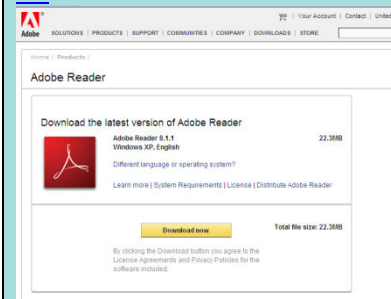 Your Account | Contact | United
Adobe
SOLUTIONS | PRODUCTS | SUPPORT | COMMUNITIES | COMPANY | DOWNLOADS | STORE
Home / Products /
Adobe Reader
Download the latest version of Adobe Reader
Adobe Reader 8.1.1 22.3MB
Windows XP, English
Different language or operating system?
Learn more | System Requirements | License | Distribute Adobe Reader
Download now Total file size: 22.3MB
By clicking the Download button you agree to the
License Agreements and Privacy Policies for the
software included.